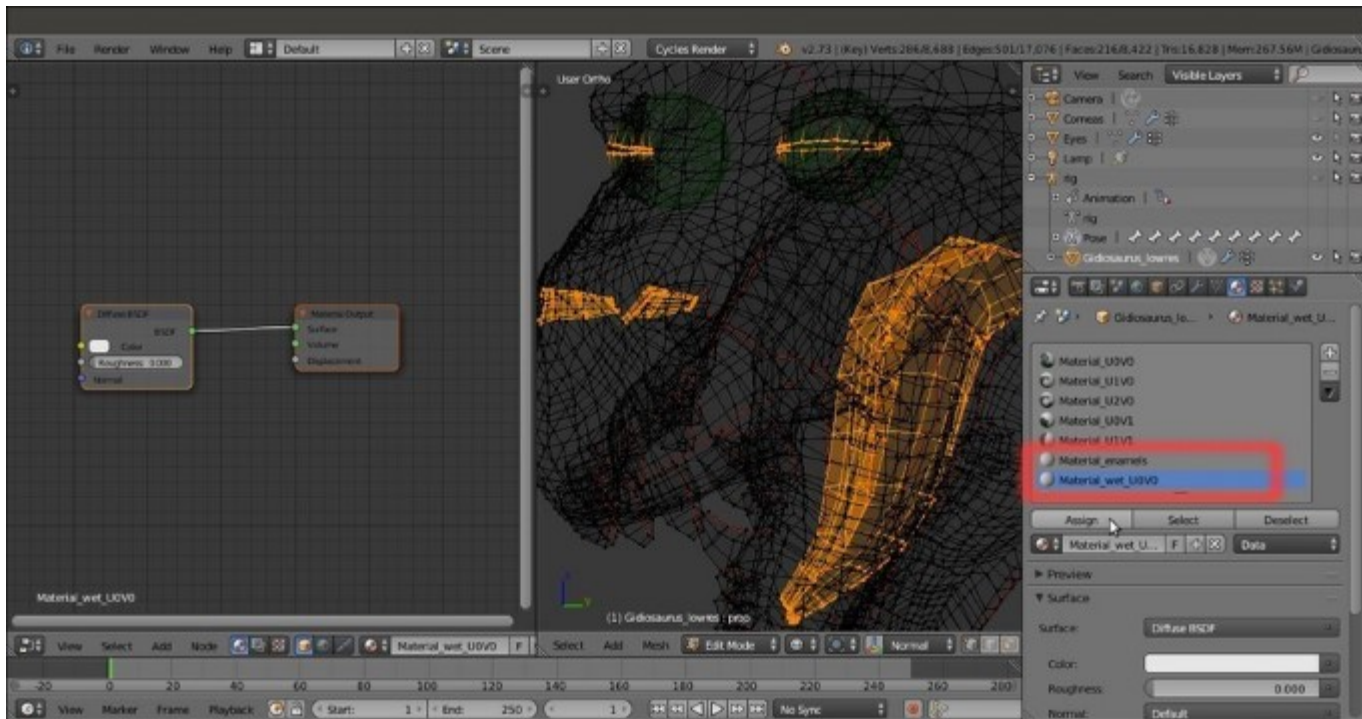 File Render Window Help Default Scene Cycles Render v2.73 | (Key) Verts:286/8,688 | Edges:501/17,076 | Faces:216/8,422 | Tris:16,828 | Mem:267.56M | Gidiosauru
User Ortho
View Search Visible Layers
Camera
Corneas
Eyes
Lamp
rig
Animation
rig
Pose
Gidiosaurus_lowres
Gidiosaurus_lo... Material_wet_U...
Material_U0V0
Material_U1V0
Material_U2V0
Material_U0V1
Material_U1V1
Material_enamels
Material_wet_U0V0
Assign Select Deselect
Material_wet_U... F Data
Preview
Surface
Surface: Diffuse BSDF
Color:
Roughness: 0.000
Normal: Default
Diffuse BSDF
BSDF
Color
Roughness: 0.000
Normal
Material Output
Surface
Volume
Displacement
Material_wet_U0V0
(1) Gidiosaurus_lowres : prop
View Select Add Node Material_wet_U0V0 F
Select Add Mesh Edit Mode Normal
-20 0 20 40 60 80 100 120 140 160 180 200 220 240 260 280
View Marker Frame Playback Start: 1 End: 250 1 No Sync